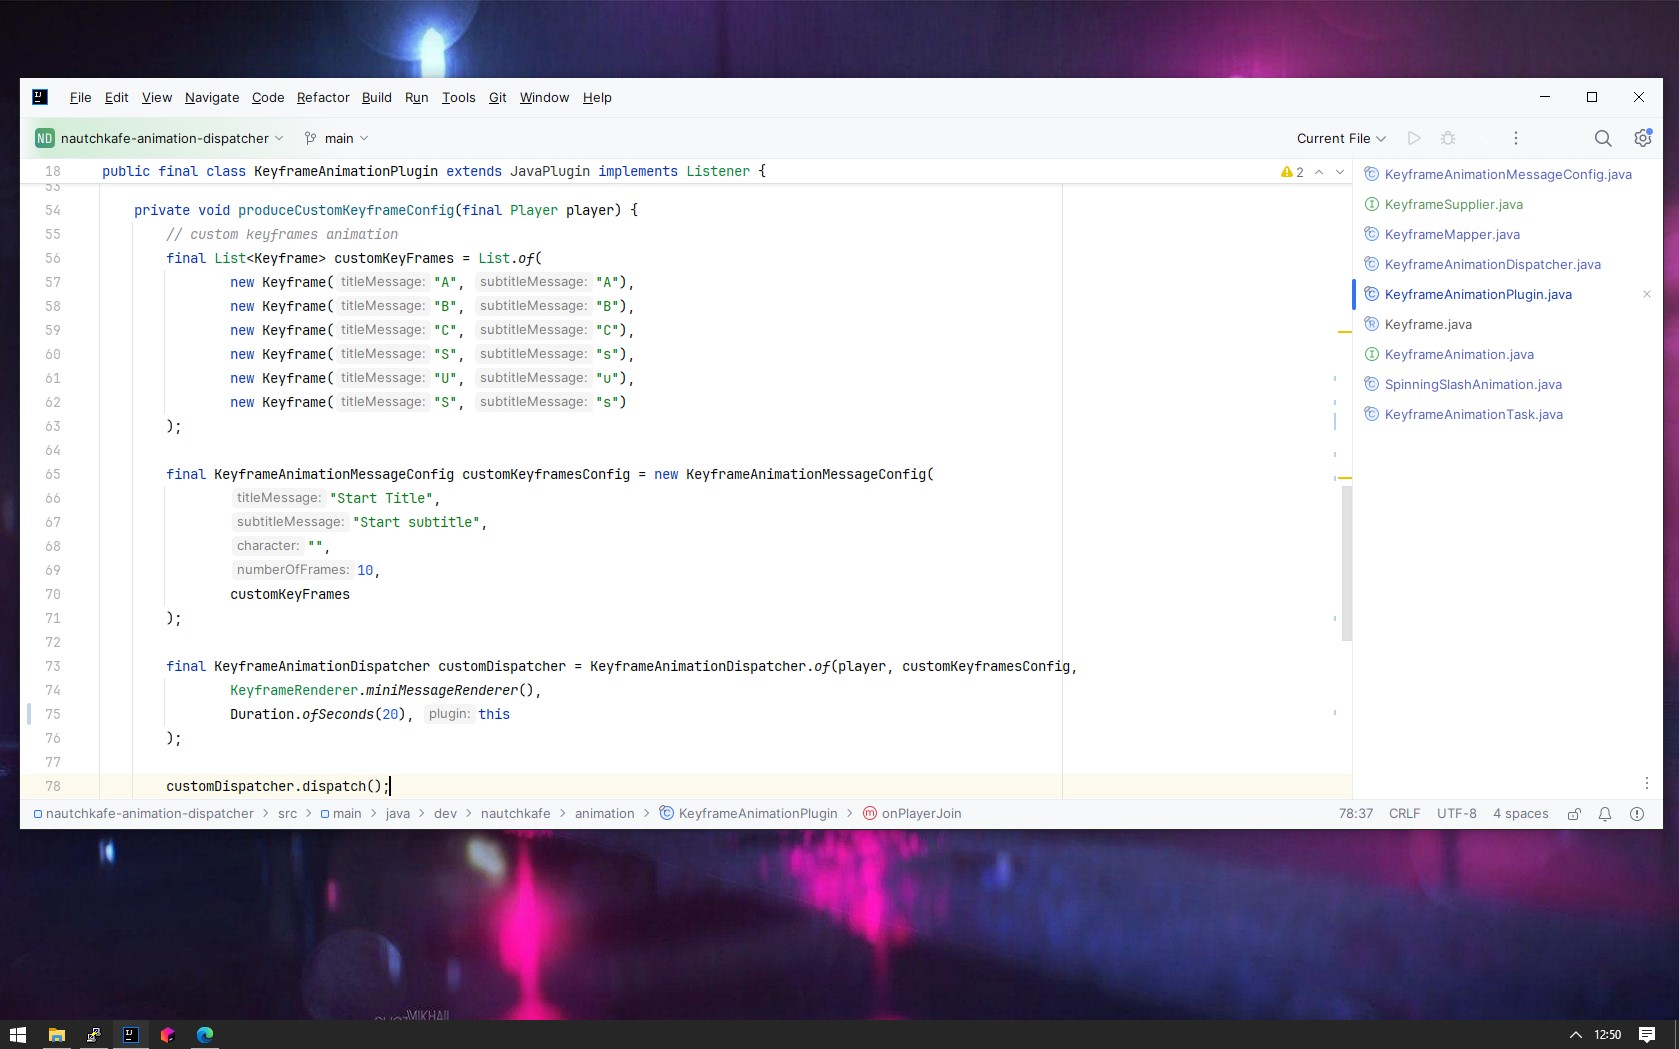 File Edit View Navigate Code Refactor Build Run Tools Git Window Help
ND nautchkafe-animation-dispatcher main Current File
18 public final class KeyframeAnimationPlugin extends JavaPlugin implements Listener { 2
53
54 private void produceCustomKeyframeConfig(final Player player) {
55 // custom keyframes animation
56 final List<Keyframe> customKeyFrames = List.of(
57 new Keyframe( titleMessage: "A", subtitleMessage: "A"),
58 new Keyframe( titleMessage: "B", subtitleMessage: "B"),
59 new Keyframe( titleMessage: "C", subtitleMessage: "C"),
60 new Keyframe( titleMessage: "S", subtitleMessage: "s"),
61 new Keyframe( titleMessage: "U", subtitleMessage: "u"),
62 new Keyframe( titleMessage: "S", subtitleMessage: "s")
63 );
64
65 final KeyframeAnimationMessageConfig customKeyframesConfig = new KeyframeAnimationMessageConfig(
66 titleMessage: "Start Title",
67 subtitleMessage: "Start subtitle",
68 character: "",
69 numberOfFrames: 10,
70 customKeyFrames
71 );
72
73 final KeyframeAnimationDispatcher customDispatcher = KeyframeAnimationDispatcher.of(player, customKeyframesConfig,
74 KeyframeRenderer.miniMessageRenderer(),
75 Duration.ofSeconds(20), plugin: this
76 );
77
78 customDispatcher.dispatch();
KeyframeAnimationMessageConfig.java
KeyframeSupplier.java
KeyframeMapper.java
KeyframeAnimationDispatcher.java
KeyframeAnimationPlugin.java
Keyframe.java
KeyframeAnimation.java
SpinningSlashAnimation.java
KeyframeAnimationTask.java
nautchkafe-animation-dispatcher > src > main > java > dev > nautchkafe > animation > KeyframeAnimationPlugin > onPlayerJoin 78:37 CRLF UTF-8 4 spaces
MIKHAIL
12:50